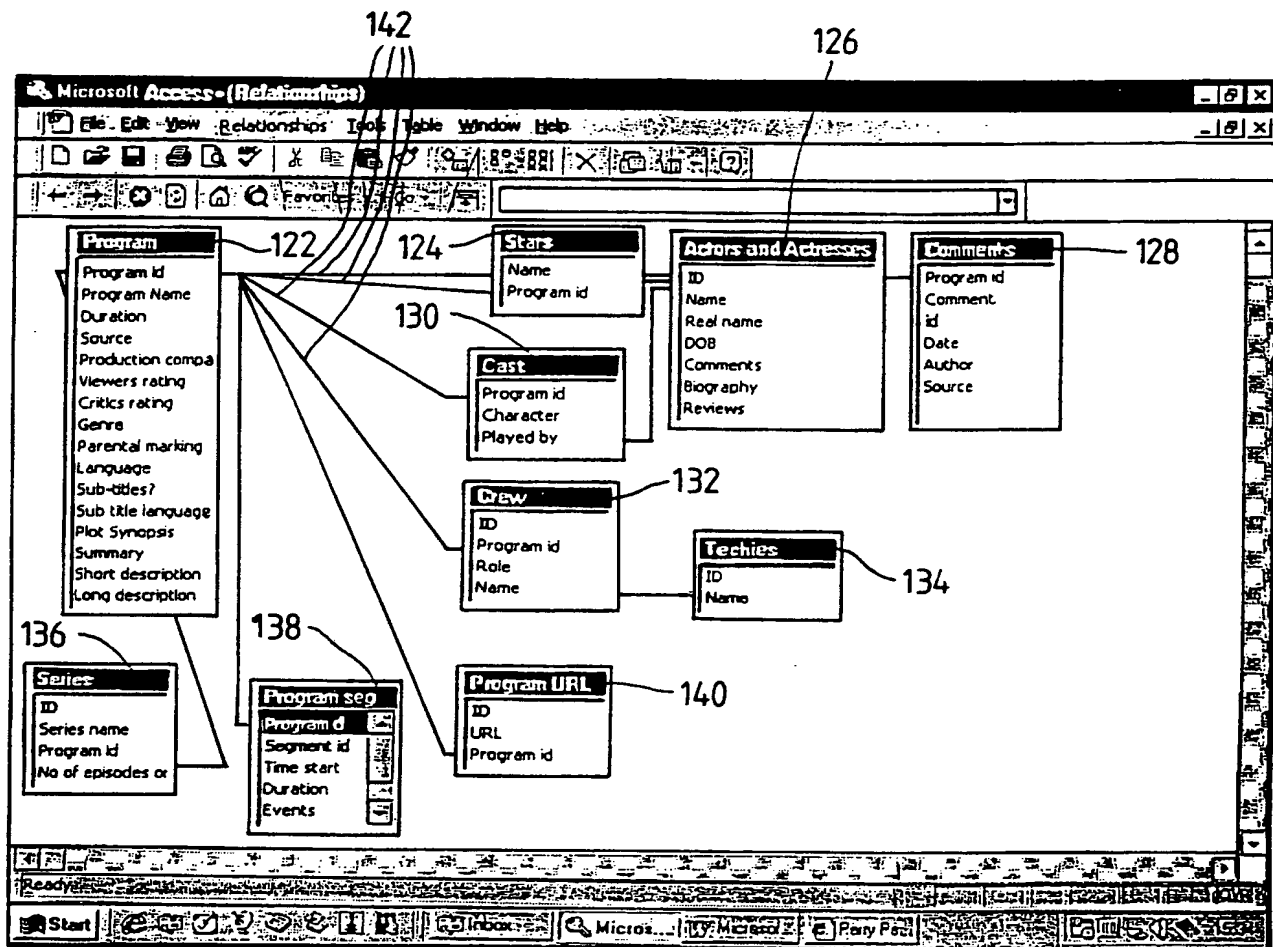 142
126
Microsoft Access - (Relationships)
File Edit View Relationships Tools Table Window Help
Program
Program id
Program Name
Duration
Source
Production compa
Viewers rating
Critics rating
Genre
Parental marking
Language
Sub-titles?
Sub title language
Plot Synopsis
Summary
Short description
Long description
122
124
Stars
Name
Program id
Actors and Actresses
ID
Name
Real name
DOB
Comments
Biography
Reviews
Comments
Program id
Comment
id
Date
Author
Source
128
130
Cast
Program id
Character
Played by
Crew
ID
Program id
Role
Name
132
Techies
ID
Name
134
136
Series
ID
Series name
Program id
No of episodes or
138
Program seg
Program d
Segment id
Time start
Duration
Events
Program URL
ID
URL
Program id
140
Ready
Start
Inbox
Micros...